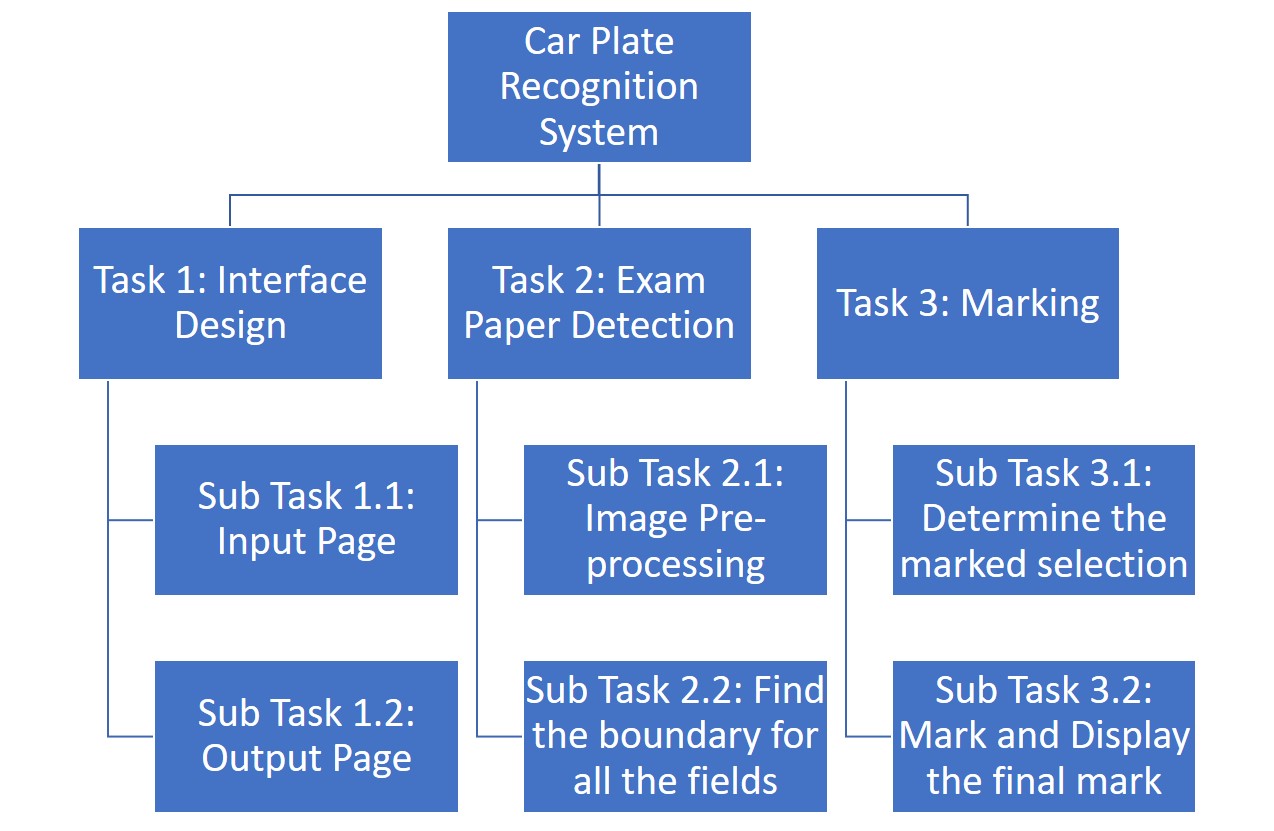 Car Plate
Recognition
System
Task 1: Interface
Design
Task 2: Exam
Paper Detection
Task 3: Marking
Sub Task 1.1:
Input Page
Sub Task 2.1:
Image Pre-
processing
Sub Task 3.1:
Determine the
marked selection
Sub Task 1.2:
Output Page
Sub Task 2.2: Find
the boundary for
all the fields
Sub Task 3.2:
Mark and Display
the final mark